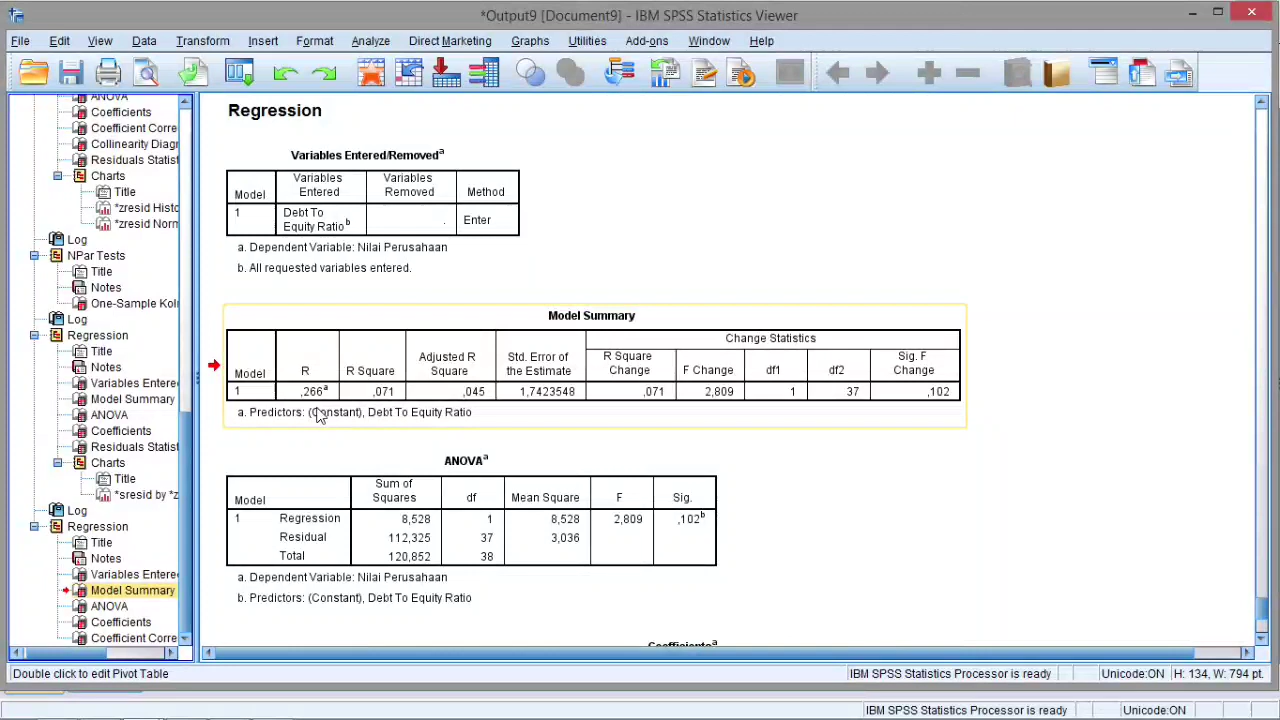 *Output9 [Document9] - IBM SPSS Statistics Viewer
File Edit View Data Transform Insert Format Analyze Direct Marketing Graphs Utilities Add-ons Window Help
ANOVA
Coefficients
Coefficient Corre
Collinearity Diagr
Residuals Statist
Charts
Title
*zresid Histo
*zresid Norm
Log
NPar Tests
Title
Notes
One-Sample Koln
Log
Regression
Title
Notes
Variables Entere
Model Summary
ANOVA
Coefficients
Residuals Statist
Charts
Title
*sresid by *z
Log
Regression
Title
Notes
Variables Entere
Model Summary
ANOVA
Coefficients
Coefficient Corre
Regression
Variables Entered/Removed a
Model Variables Entered Variables Removed Method
1 Debt To Equity Ratio b . Enter
a. Dependent Variable: Nilai Perusahaan
b. All requested variables entered.
Model Summary
Change Statistics
Model R R Square Adjusted R Square Std. Error of the Estimate R Square Change F Change df1 df2 Sig. F Change
1 ,266a ,071 ,045 1,7423548 ,071 2,809 1 37 ,102
a. Predictors: (Constant), Debt To Equity Ratio
ANOVA a
Model Sum of Squares df Mean Square F Sig.
1 Regression 8,528 1 8,528 2,809 ,102b
Residual 112,325 37 3,036
Total 120,852 38
a. Dependent Variable: Nilai Perusahaan
b. Predictors: (Constant), Debt To Equity Ratio
Coefficients a
Double click to edit Pivot Table IBM SPSS Statistics Processor is ready Unicode:ON H: 134, W: 794 pt.
IBM SPSS Statistics Processor is ready Unicode:ON